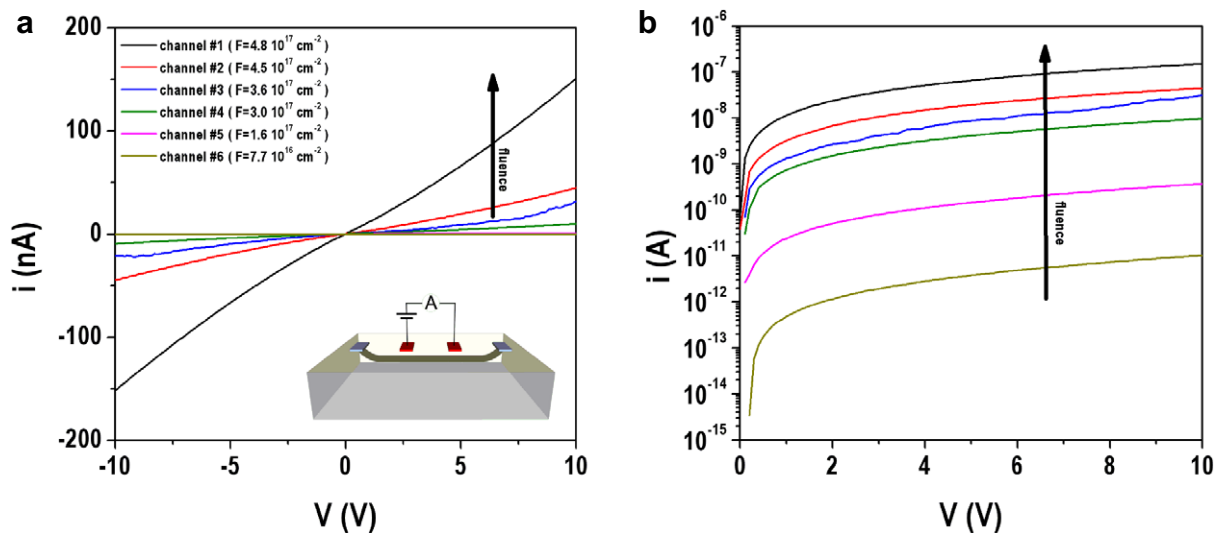 a
200
100
0
-100
-200
i (nA)
channel #1 ( F=4.8 10^17 cm^-2 )
channel #2 ( F=4.5 10^17 cm^-2 )
channel #3 ( F=3.6 10^17 cm^-2 )
channel #4 ( F=3.0 10^17 cm^-2 )
channel #5 ( F=1.6 10^17 cm^-2 )
channel #6 ( F=7.7 10^16 cm^-2 )
fluence
A
-10 -5 0 5 10
V (V)
b
10^-6
10^-7
10^-8
10^-9
10^-10
10^-11
10^-12
10^-13
10^-14
10^-15
i (A)
fluence
0 2 4 6 8 10
V (V)